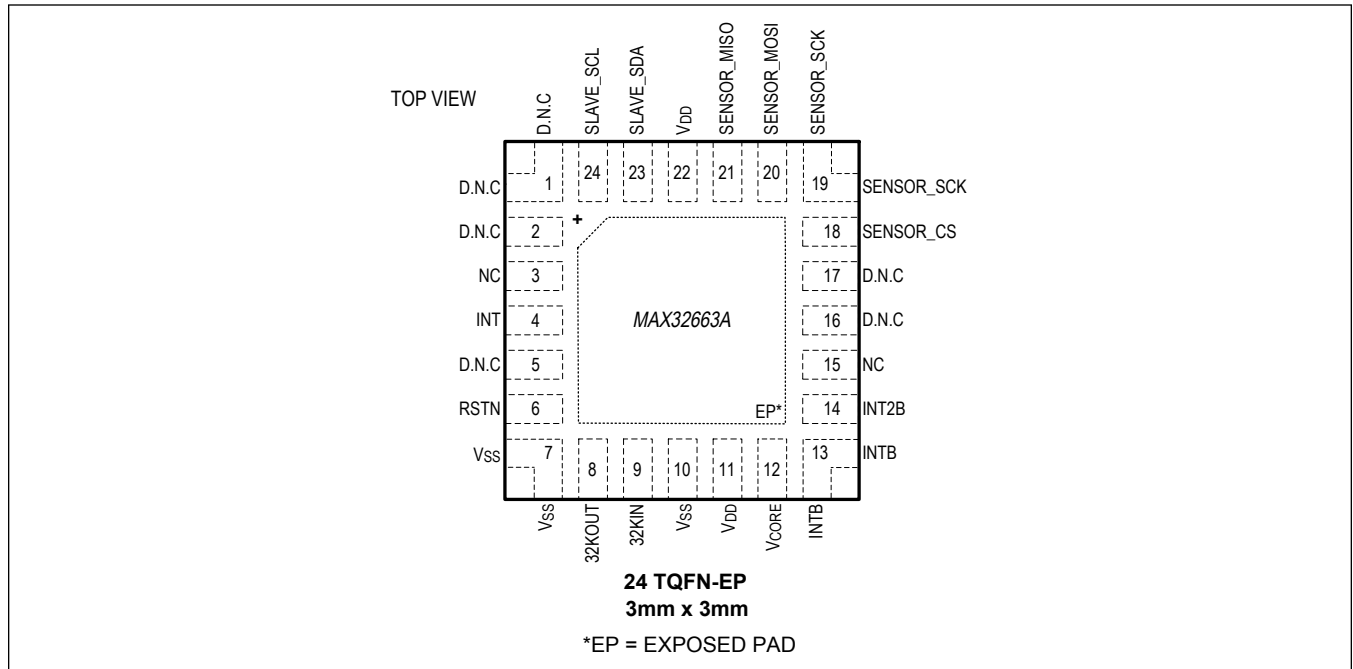 TOP VIEW
D.N.C
SLAVE_SCL
SLAVE_SDA
VDD
SENSOR_MISO
SENSOR_MOSI
SENSOR_SCK
D.N.C
1
24
23
22
21
20
19
SENSOR_SCK
D.N.C
2
+
18
SENSOR_CS
NC
3
17
D.N.C
INT
4
MAX32663A
16
D.N.C
D.N.C
5
15
NC
RSTN
6
EP*
14
INT2B
VSS
7
8
9
10
11
12
13
INTB
VSS
32KOUT
32KIN
VSS
VDD
VCORE
INTB
24 TQFN-EP
3mm x 3mm
*EP = EXPOSED PAD